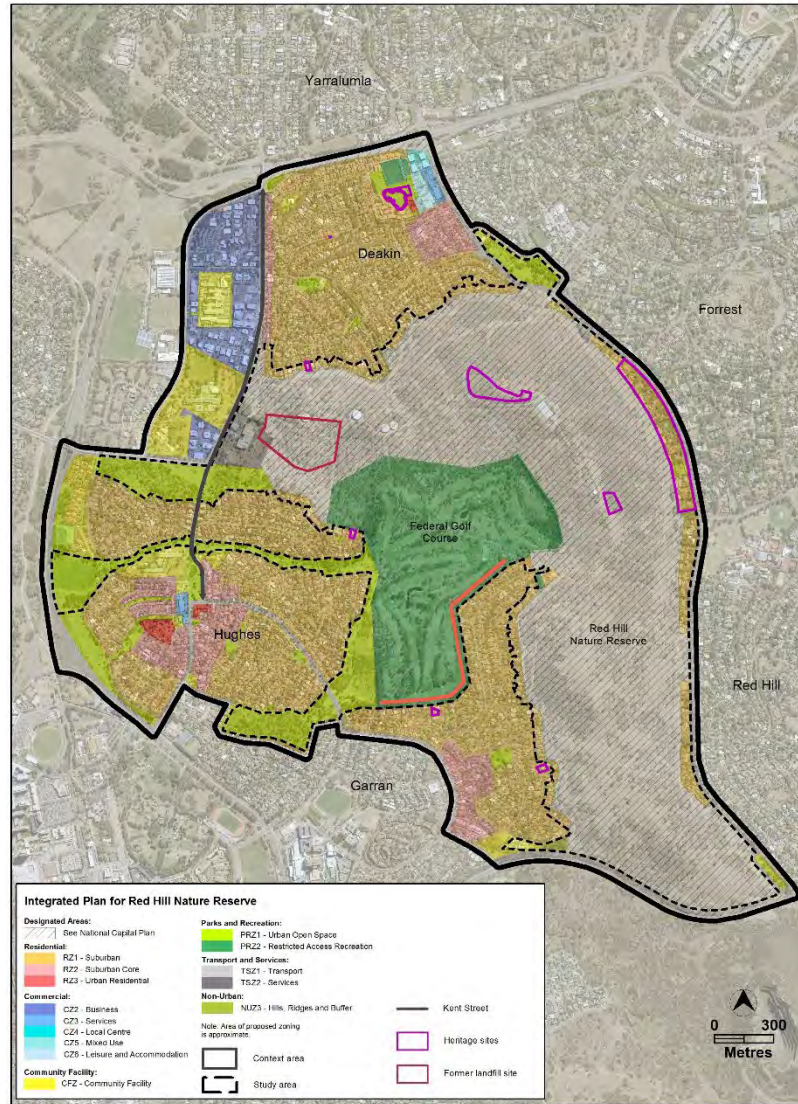 Yarralumla
Deakin
Forrest
Federal Golf
Course
Red Hill
Nature Reserve
Hughes
Red Hill
Garran
Integrated Plan for Red Hill Nature Reserve
Designated Areas:
See National Capital Plan
Residential:
RZ1 - Suburban
RZ2 - Suburban Core
RZ3 - Urban Residential
Commercial:
CZ2 - Business
CZ3 - Services
CZ4 - Local Centre
CZ5 - Mixed Use
CZ6 - Leisure and Accommodation
Community Facility:
CFZ - Community Facility
Parks and Recreation:
PRZ1 - Urban Open Space
PRZ2 - Restricted Access Recreation
Transport and Services:
TSZ1 - Transport
TSZ2 - Services
Non-Urban:
NUZ3 - Hills, Ridges and Buffer
Note: Area of proposed zoning
is approximate.
Context area
Study area
Kent Street
Heritage sites
Former landfill site
0 300
Metres